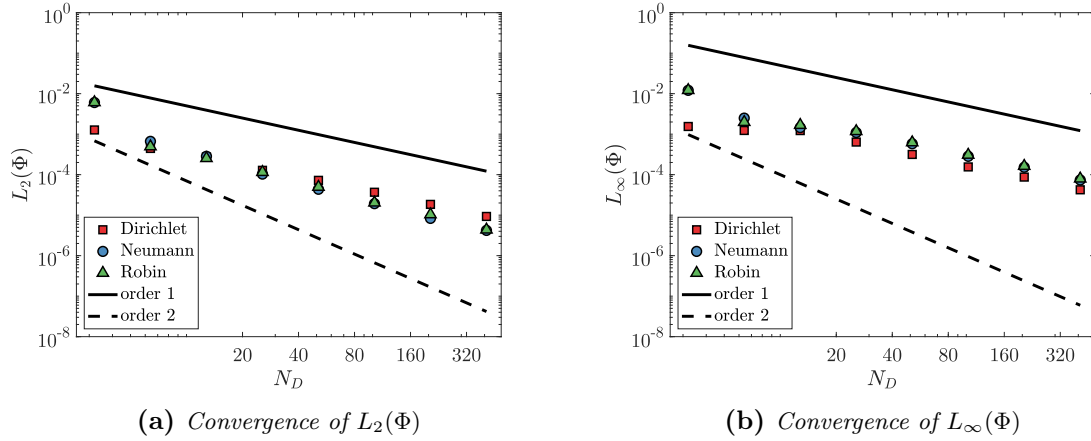 10^0
10^{-2}
10^{-4}
10^{-6}
10^{-8}
L_2(Φ)
Dirichlet
Neumann
Robin
order 1
order 2
20 40 80 160 320
N_D
(a) Convergence of L_2(Φ)
10^0
10^{-2}
10^{-4}
10^{-6}
10^{-8}
L_∞(Φ)
Dirichlet
Neumann
Robin
order 1
order 2
20 40 80 160 320
N_D
(b) Convergence of L_∞(Φ)